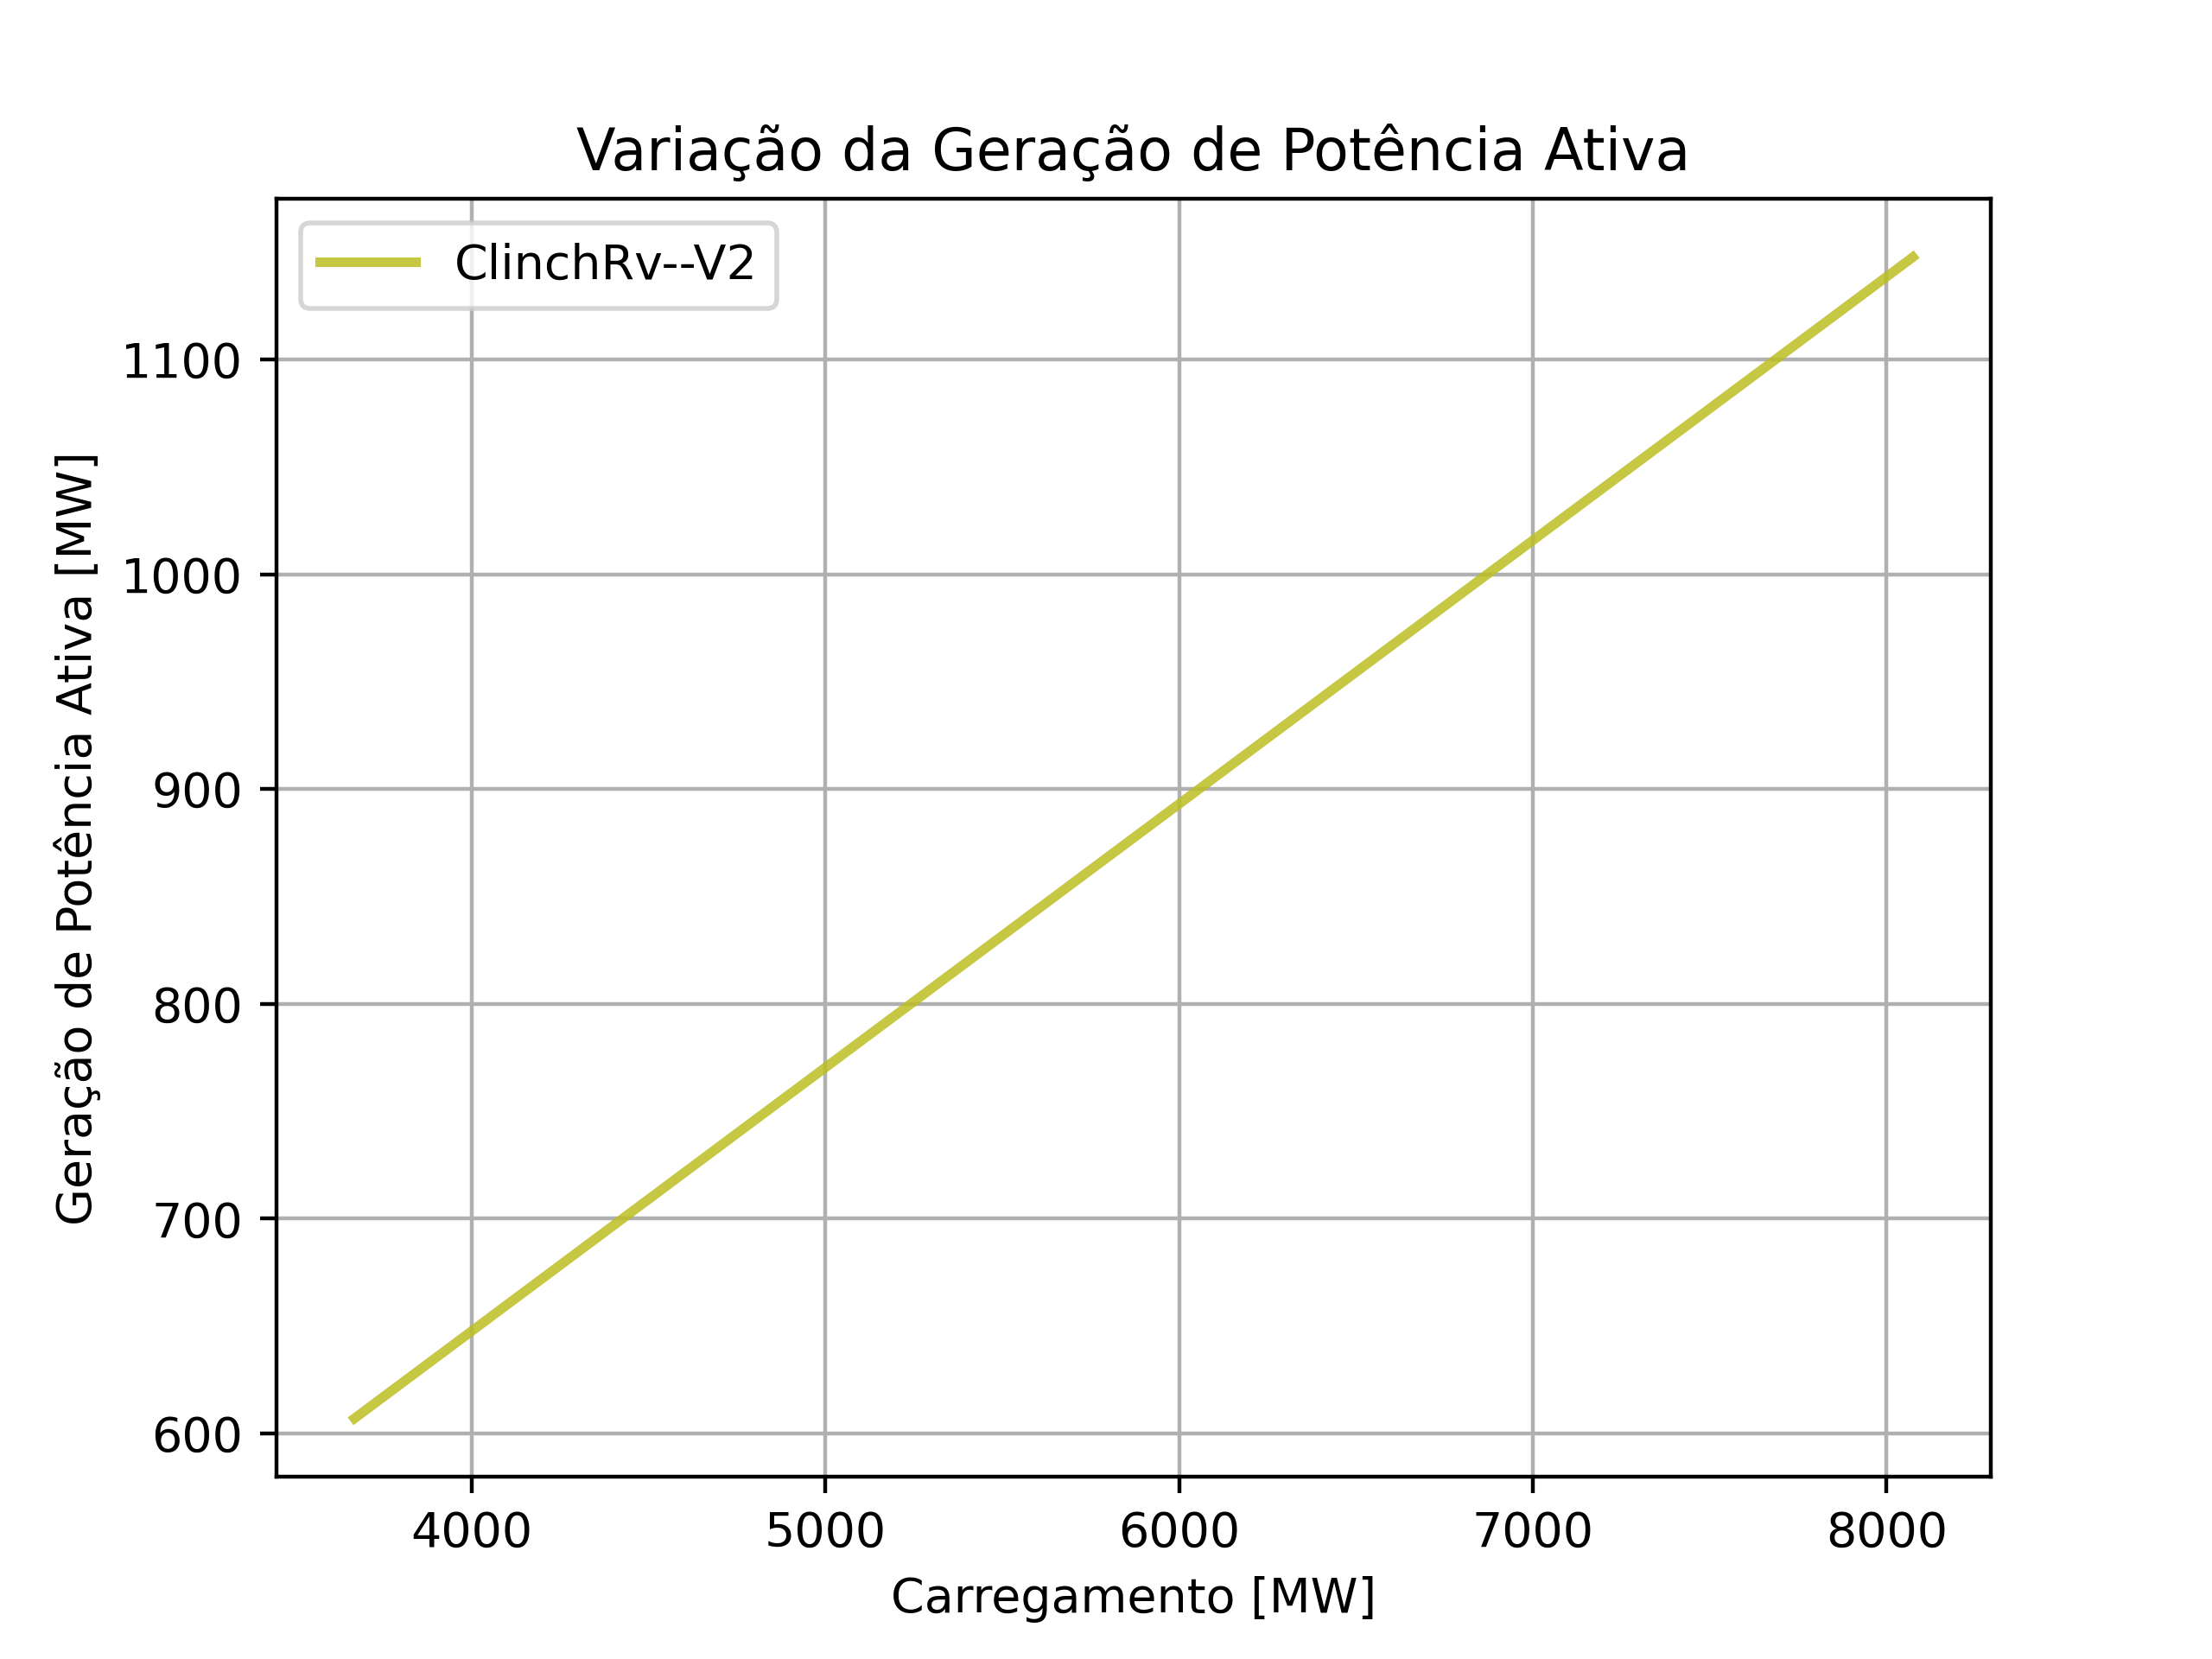 Variação da Geração de Potência Ativa
ClinchRv--V2
Geração de Potência Ativa [MW]
1100
1000
900
800
700
600
4000 5000 6000 7000 8000
Carregamento [MW]